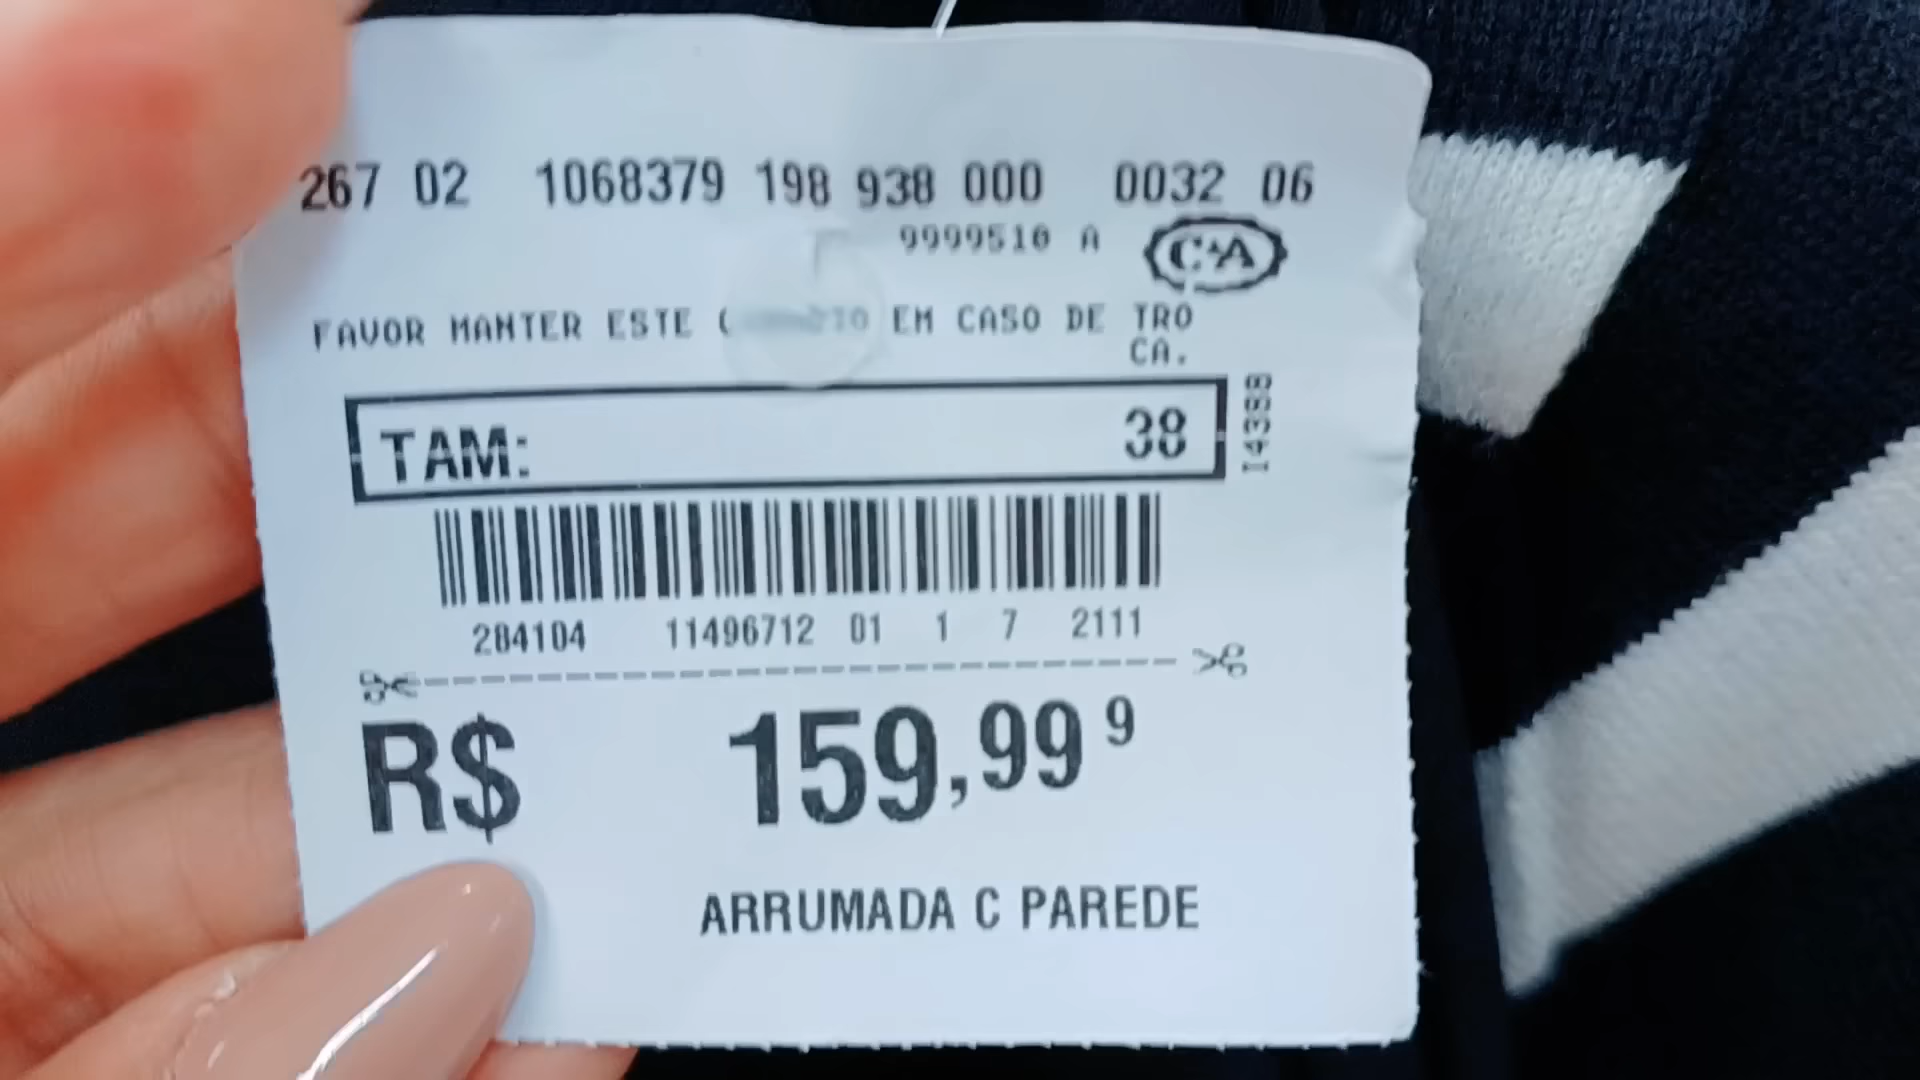 267 02 1068379 198 938 000 0032 06
9999510 A
C&A
FAVOR MANTER ESTE EM CASO DE TRO
CA.
TAM: 38
14388
284104 11496712 01 1 7 2111
R$ 159,99 9
ARRUMADA C PAREDE